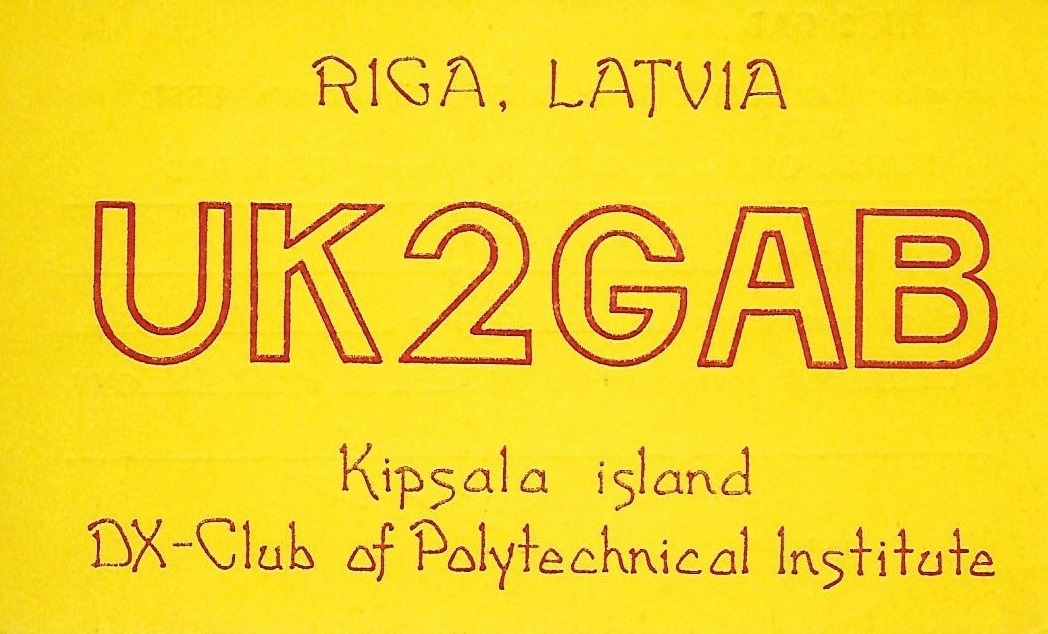 RIGA, LATVIA
UK2GAB
Kipsala island
DX-Club of Polytechnical Institute